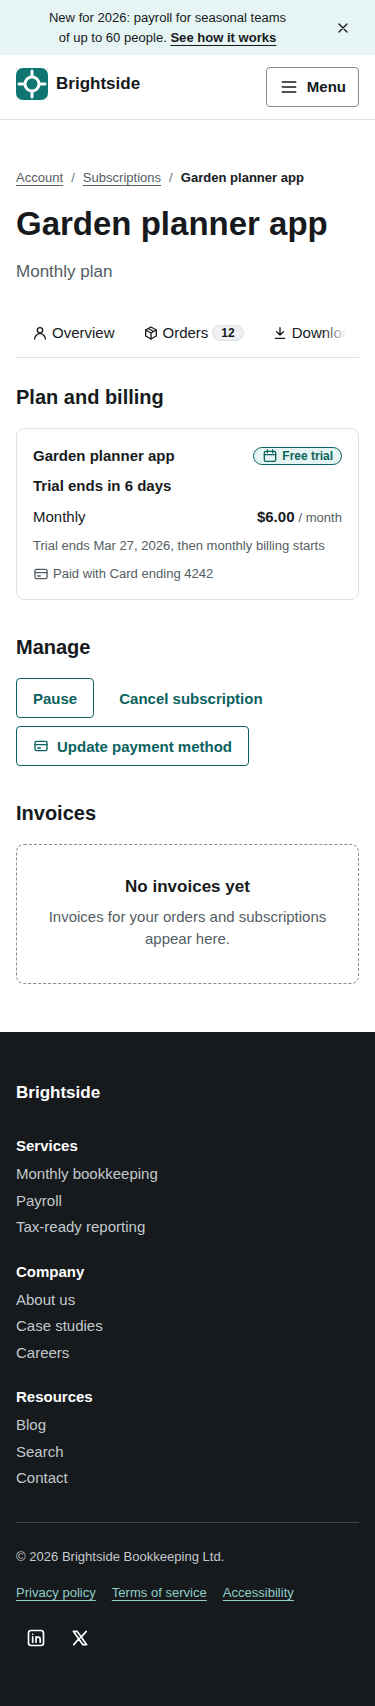 New for 2026: payroll for seasonal teams
of up to 60 people. See how it works
Brightside
Menu
Account / Subscriptions / Garden planner app
Garden planner app
Monthly plan
Overview Orders 12
Plan and billing
Garden planner app Free trial
Trial ends in 6 days
Monthly $6.00 / month
Trial ends Mar 27, 2026, then monthly billing starts
Paid with Card ending 4242
Manage
Pause Cancel subscription
Update payment method
Invoices
No invoices yet
Invoices for your orders and subscriptions
appear here.
Brightside
Services
Monthly bookkeeping
Payroll
Tax-ready reporting
Company
About us
Case studies
Careers
Resources
Blog
Search
Contact
© 2026 Brightside Bookkeeping Ltd.
Privacy policy Terms of service Accessibility